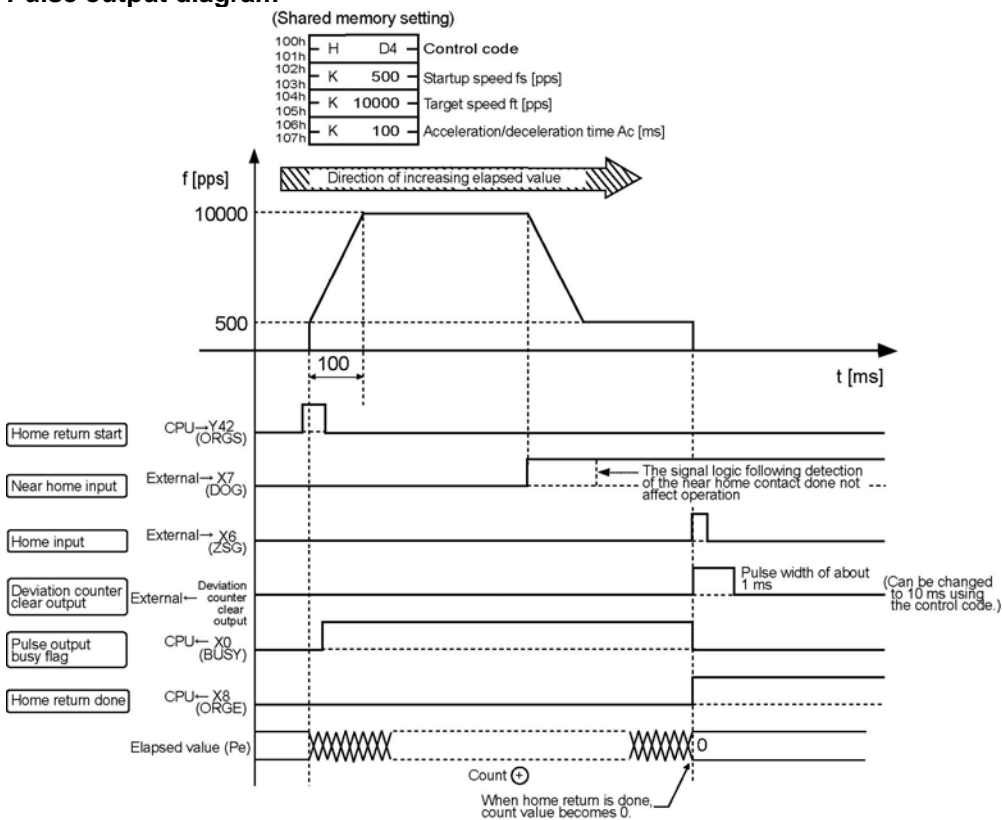 Pulse output diagram
(Shared memory setting)
100h
101h
H D4
Control code
102h
103h
K 500
Startup speed fs [pps]
104h
105h
K 10000
Target speed ft [pps]
106h
107h
K 100
Acceleration/deceleration time Ac [ms]
f [pps]
Direction of increasing elapsed value
10000
500
100
t [ms]
Home return start
CPU→Y42
(ORGS)
Near home input
External→ X7
(DOG)
The signal logic following detection
of the near home contact done not
affect operation
Home input
External→ X6
(ZSG)
Deviation counter
clear output
External←
Deviation
counter
clear
output
Pulse width of about
1 ms
(Can be changed
to 10 ms using
the control code.)
Pulse output
busy flag
CPU← X0
(BUSY)
Home return done
CPU← X8
(ORGE)
Elapsed value (Pe)
0
Count +
When home return is done,
count value becomes 0.